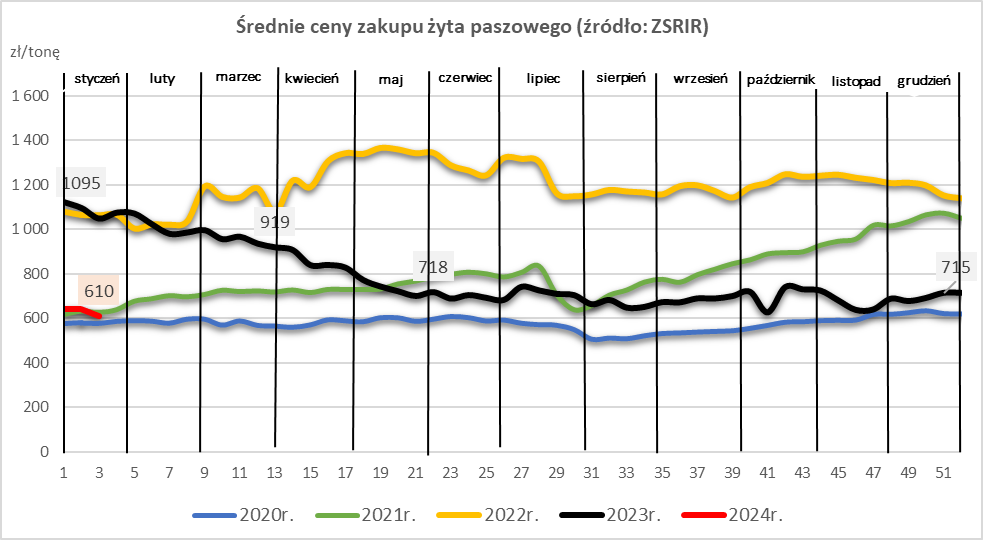 Średnie ceny zakupu żyta paszowego (źródło: ZSRIR)
zł/tonę
styczeń luty marzec kwiecień maj czerwiec lipiec sierpień wrzesień październik listopad grudzień
1 600
1 400
1 200
1 000
800
600
400
200
0
1095
919
718
715
610
1 3 5 7 9 11 13 15 17 19 21 23 25 27 29 31 33 35 37 39 41 43 45 47 49 51
2020r. 2021r. 2022r. 2023r. 2024r.